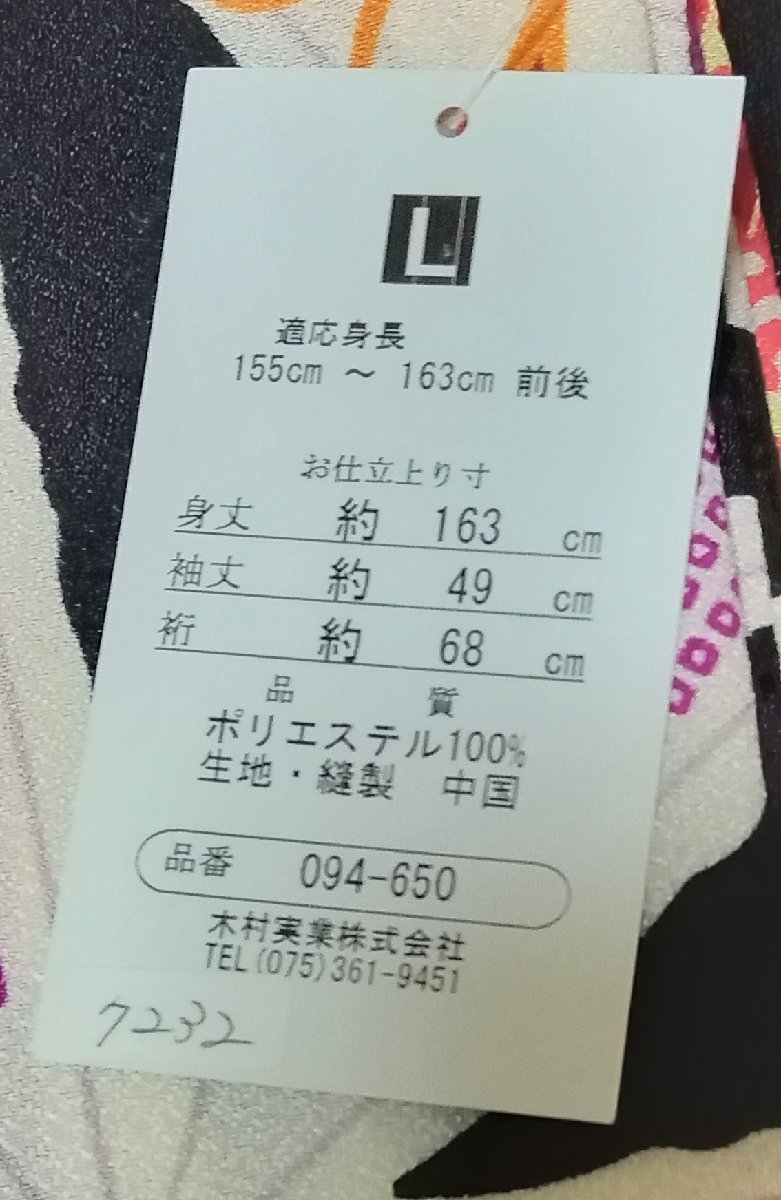 L
適応身長
155cm ～ 163cm 前後
お仕立上り寸
身丈 約 163 cm
袖丈 約 49 cm
裄 約 68 cm
品 質
ポリエステル100%
生地・縫製 中国
品番 094-650
木村実業株式会社
TEL(075)361-9451
7232